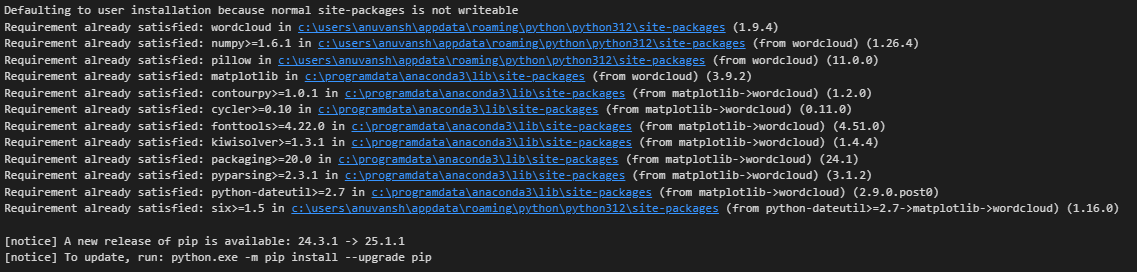 Defaulting to user installation because normal site-packages is not writeable
Requirement already satisfied: wordcloud in c:\users\anuvansh\appdata\roaming\python\python312\site-packages (1.9.4)
Requirement already satisfied: numpy>=1.6.1 in c:\users\anuvansh\appdata\roaming\python\python312\site-packages (from wordcloud) (1.26.4)
Requirement already satisfied: pillow in c:\users\anuvansh\appdata\roaming\python\python312\site-packages (from wordcloud) (11.0.0)
Requirement already satisfied: matplotlib in c:\programdata\anaconda3\lib\site-packages (from wordcloud) (3.9.2)
Requirement already satisfied: contourpy>=1.0.1 in c:\programdata\anaconda3\lib\site-packages (from matplotlib->wordcloud) (1.2.0)
Requirement already satisfied: cycler>=0.10 in c:\programdata\anaconda3\lib\site-packages (from matplotlib->wordcloud) (0.11.0)
Requirement already satisfied: fonttools>=4.22.0 in c:\programdata\anaconda3\lib\site-packages (from matplotlib->wordcloud) (4.51.0)
Requirement already satisfied: kiwisolver>=1.3.1 in c:\programdata\anaconda3\lib\site-packages (from matplotlib->wordcloud) (1.4.4)
Requirement already satisfied: packaging>=20.0 in c:\programdata\anaconda3\lib\site-packages (from matplotlib->wordcloud) (24.1)
Requirement already satisfied: pyparsing>=2.3.1 in c:\programdata\anaconda3\lib\site-packages (from matplotlib->wordcloud) (3.1.2)
Requirement already satisfied: python-dateutil>=2.7 in c:\programdata\anaconda3\lib\site-packages (from matplotlib->wordcloud) (2.9.0.post0)
Requirement already satisfied: six>=1.5 in c:\users\anuvansh\appdata\roaming\python\python312\site-packages (from python-dateutil>=2.7->matplotlib->wordcloud) (1.16.0)
[notice] A new release of pip is available: 24.3.1 -> 25.1.1
[notice] To update, run: python.exe -m pip install --upgrade pip